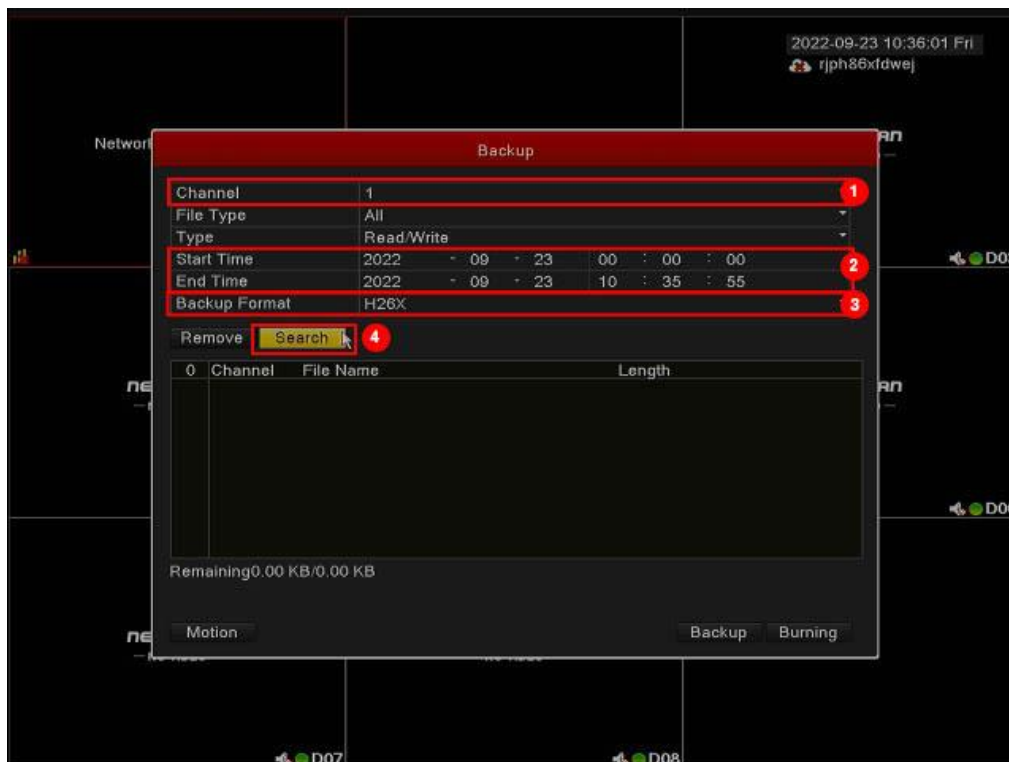 2022-09-23 10:36:01 Fri
rjph86xfdwej
Networ
Backup
Channel 1 1
File Type All
Type Read/Write
Start Time 2022 - 09 - 23 00 : 00 : 00
2
End Time 2022 - 09 - 23 10 : 35 : 55
Backup Format H26X 3
Remove Search 4
0 Channel File Name Length
Remaining0.00 KB/0.00 KB
Motion Backup Burning
D07 D08